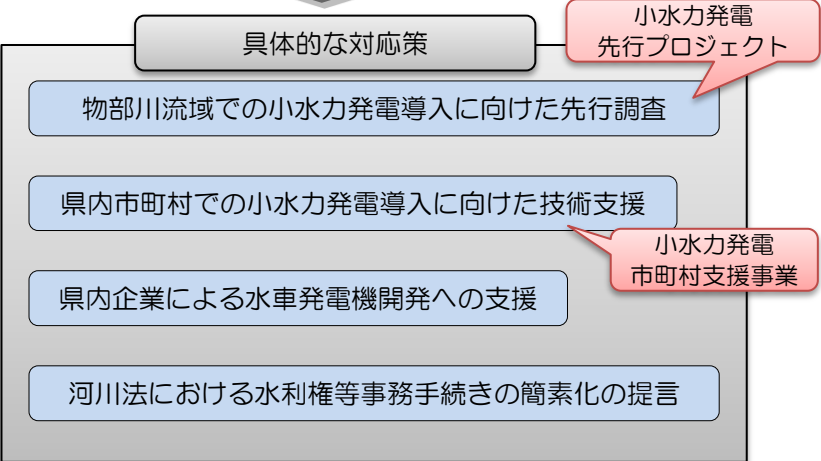 具体的な対応策
小水力発電
先行プロジェクト
物部川流域での小水力発電導入に向けた先行調査
県内市町村での小水力発電導入に向けた技術支援
小水力発電
市町村支援事業
県内企業による水車発電機開発への支援
河川法における水利権等事務手続きの簡素化の提言